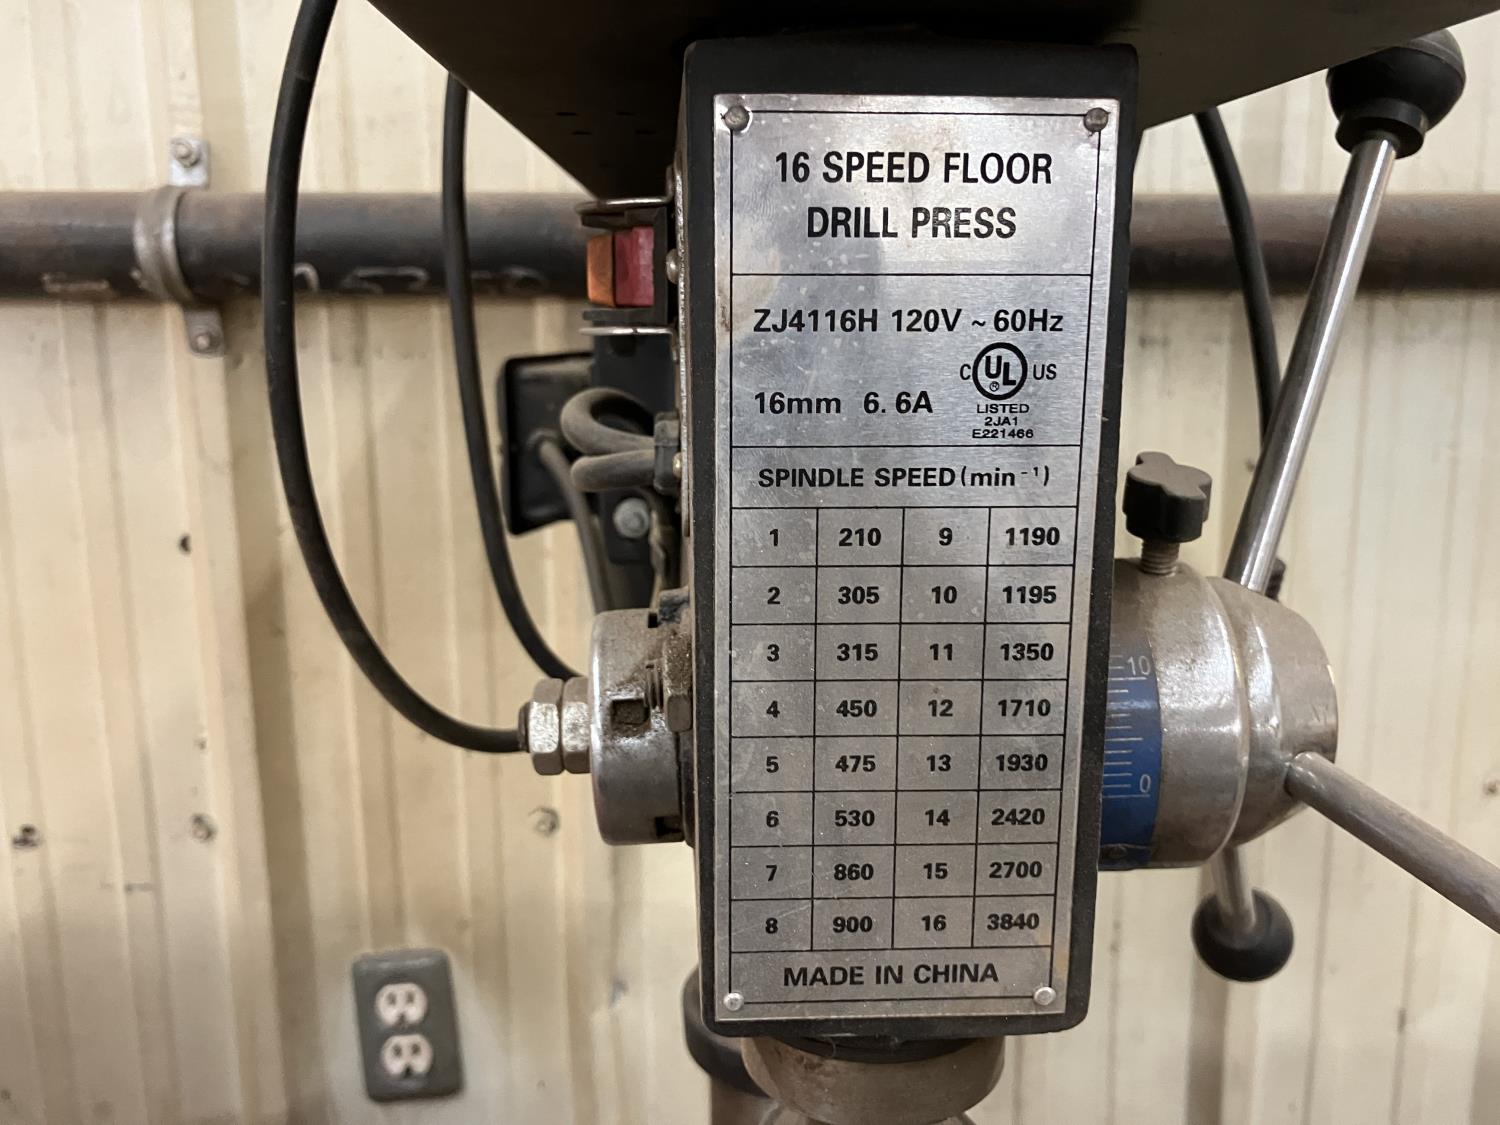 16 SPEED FLOOR
DRILL PRESS
ZJ4116H 120V ~ 60Hz
16mm 6.6A
C UL ® US
LISTED
2JA1
E221466
SPINDLE SPEED (min⁻¹)
1 210 9 1190
2 305 10 1195
3 315 11 1350
4 450 12 1710
5 475 13 1930
6 530 14 2420
7 860 15 2700
8 900 16 3840
MADE IN CHINA
10
0